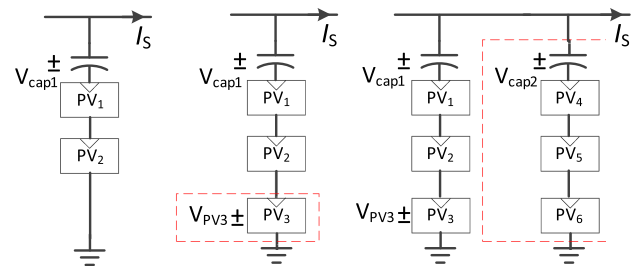 I_S I_S I_S
V_cap1 ± V_cap1 ± V_cap1 ± V_cap2 ±
PV_1 PV_1 PV_1 PV_4
PV_2 PV_2 PV_2 PV_5
V_PV3 ± PV_3 V_PV3 ± PV_3 PV_6